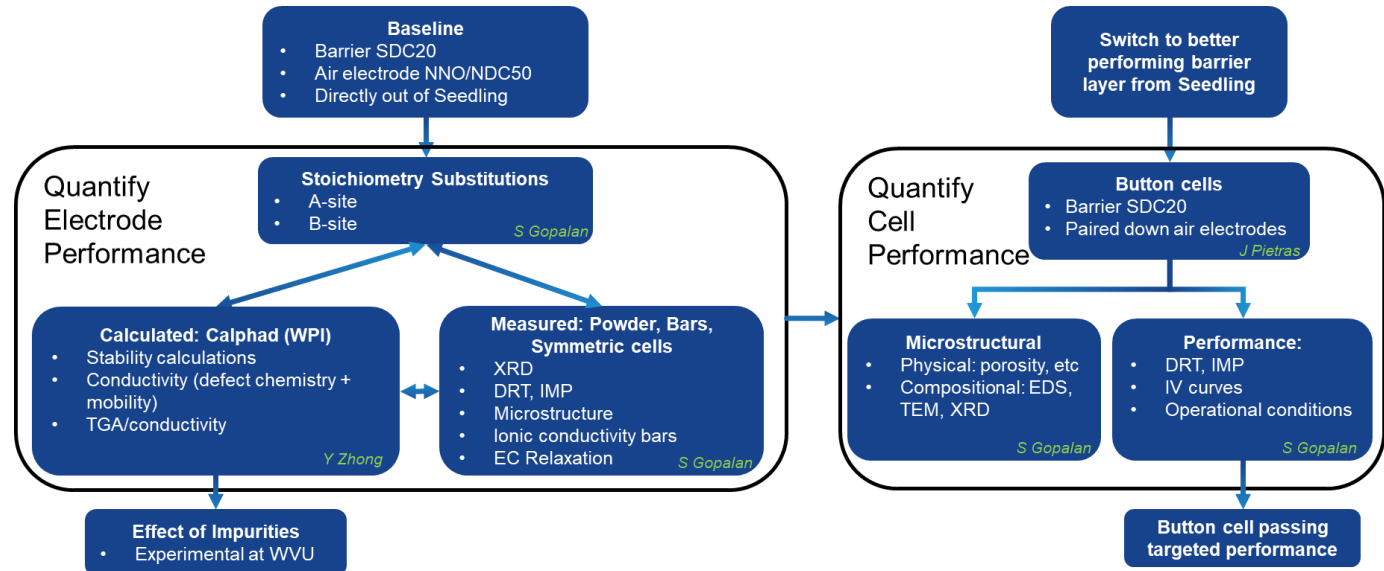 Baseline
• Barrier SDC20
• Air electrode NNO/NDC50
• Directly out of Seedling
Switch to better
performing barrier
layer from Seedling
Quantify
Electrode
Performance
Stoichiometry Substitutions
• A-site
• B-site
S Gopalan
Calculated: Calphad (WPI)
• Stability calculations
• Conductivity (defect chemistry +
mobility)
• TGA/conductivity
Y Zhong
Measured: Powder, Bars,
Symmetric cells
• XRD
• DRT, IMP
• Microstructure
• Ionic conductivity bars
• EC Relaxation
S Gopalan
Effect of Impurities
• Experimental at WVU
Quantify
Cell
Performance
Button cells
• Barrier SDC20
• Paired down air electrodes
J Pietras
Microstructural
• Physical: porosity, etc
• Compositional: EDS,
TEM, XRD
S Gopalan
Performance:
• DRT, IMP
• IV curves
• Operational conditions
S Gopalan
Button cell passing
targeted performance